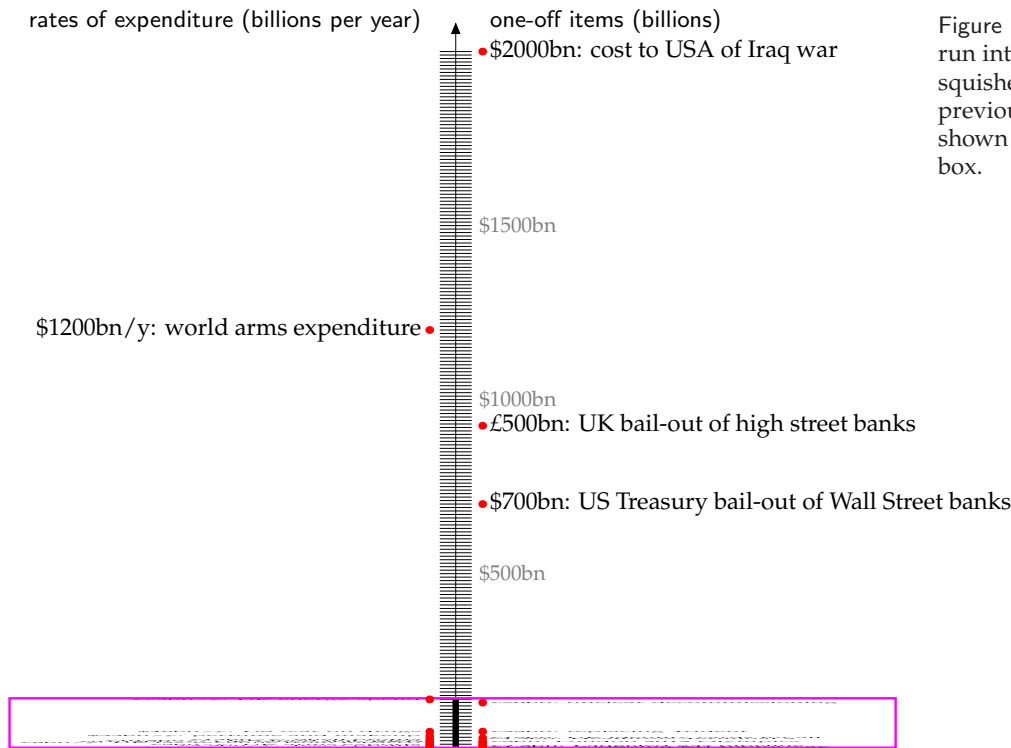 rates of expenditure (billions per year)
one-off items (billions)
$2000bn: cost to USA of Iraq war
$1500bn
$1200bn/y: world arms expenditure
$1000bn
£500bn: UK bail-out of high street banks
$700bn: US Treasury bail-out of Wall Street banks
$500bn
Figure
run int
squishe
previou
shown
box.